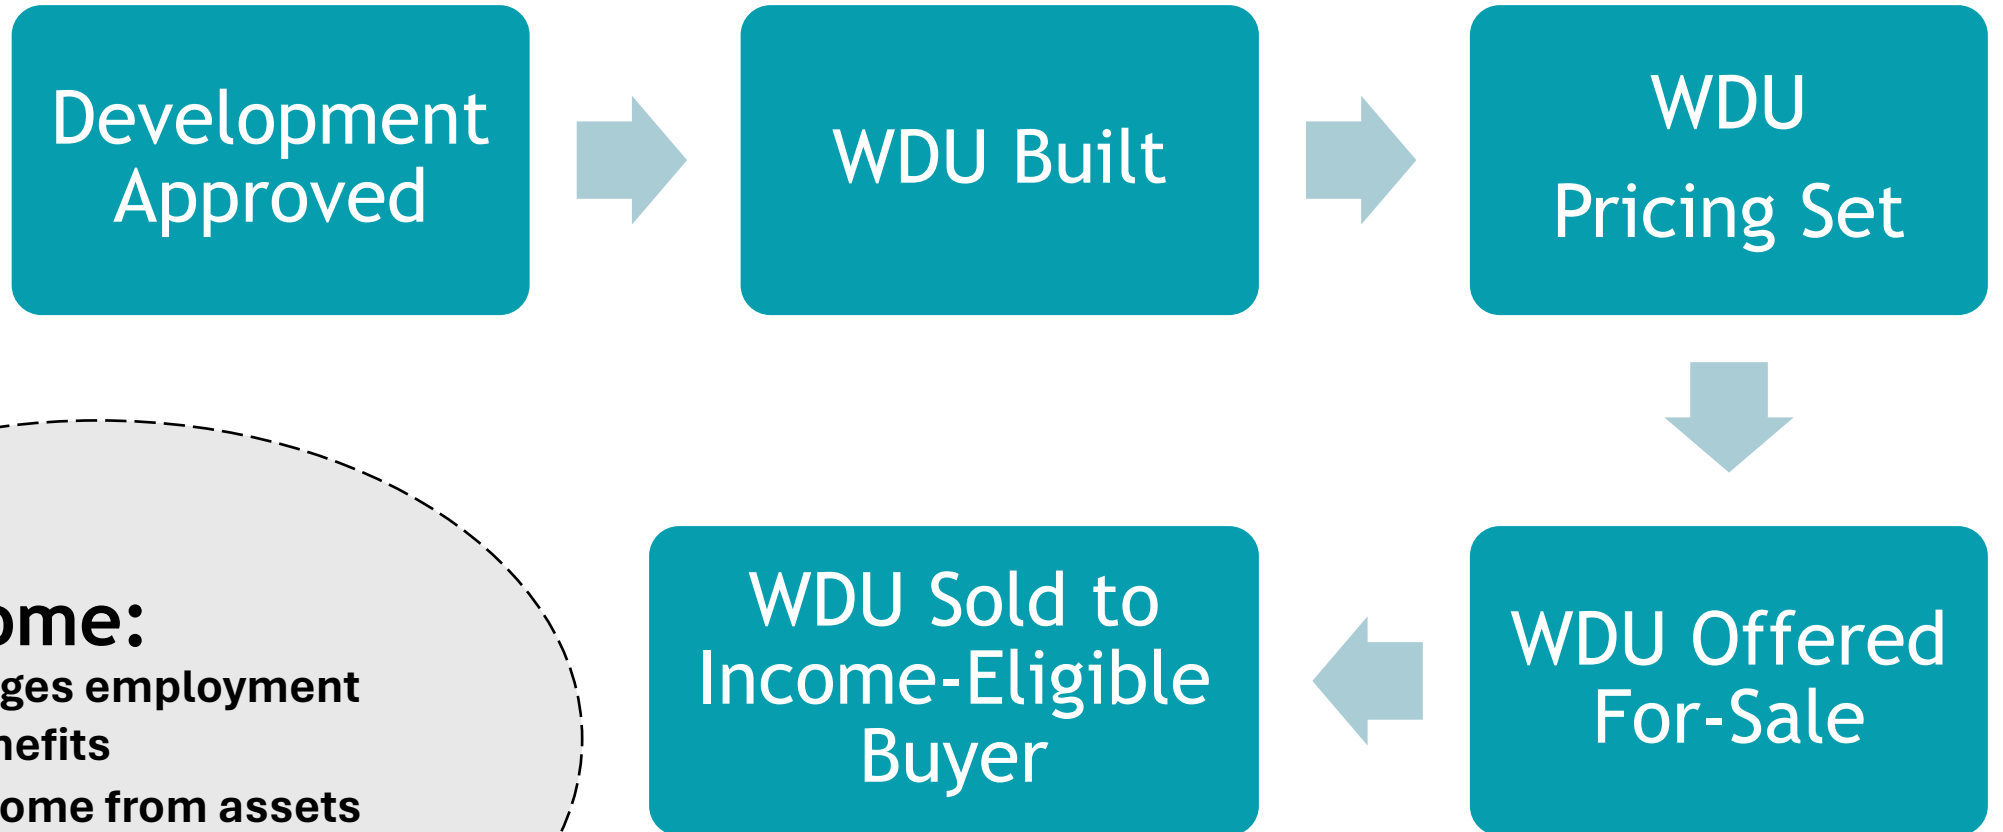 Development
Approved
WDU Built
WDU
Pricing Set
WDU Offered
For-Sale
WDU Sold to
Income-Eligible
Buyer
ome:
ges employment
nefits
ome from assets